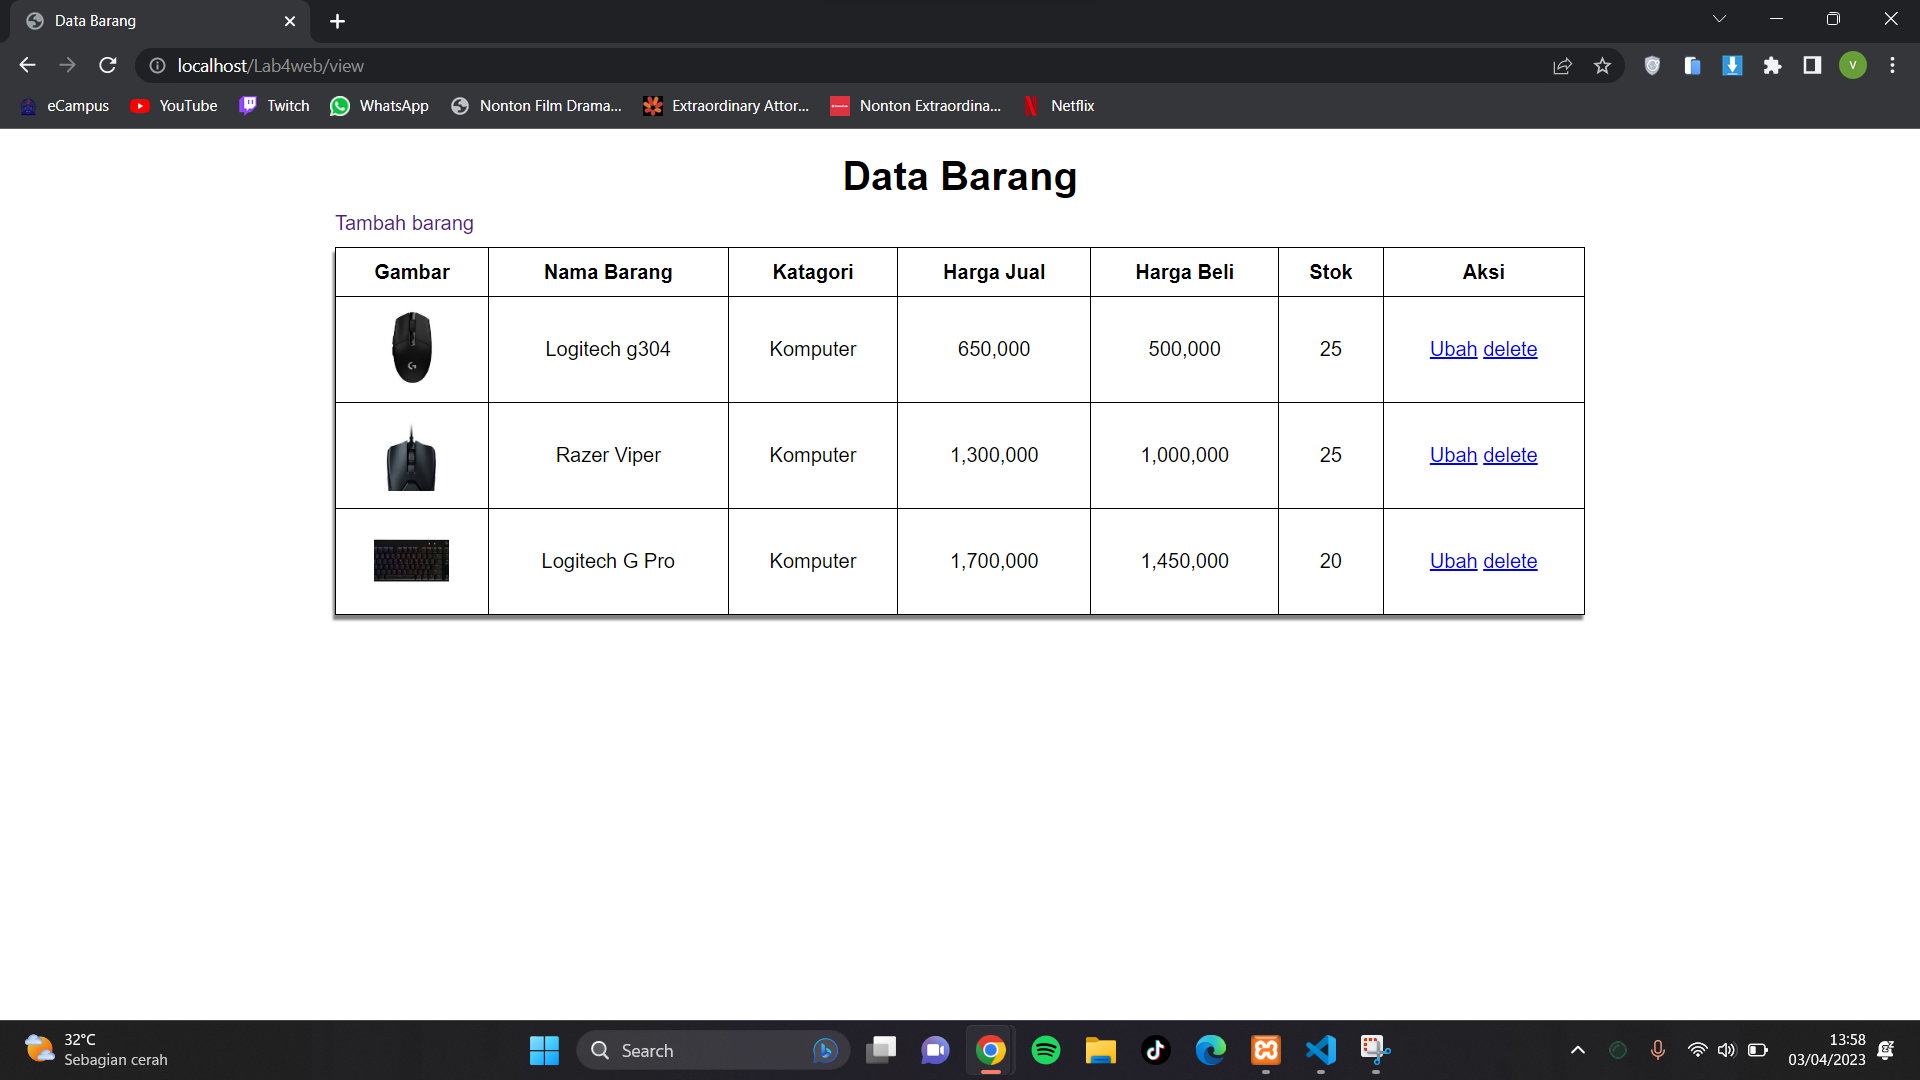 Data Barang
localhost/Lab4web/view
V
eCampus YouTube Twitch WhatsApp Nonton Film Drama... Extraordinary Attor... Nonton Extraordina... Netflix
Data Barang
Tambah barang
Gambar Nama Barang Katagori Harga Jual Harga Beli Stok Aksi
Logitech g304 Komputer 650,000 500,000 25 Ubah delete
Razer Viper Komputer 1,300,000 1,000,000 25 Ubah delete
Logitech G Pro Komputer 1,700,000 1,450,000 20 Ubah delete
32°C
Sebagian cerah
Search
13:58
03/04/2023